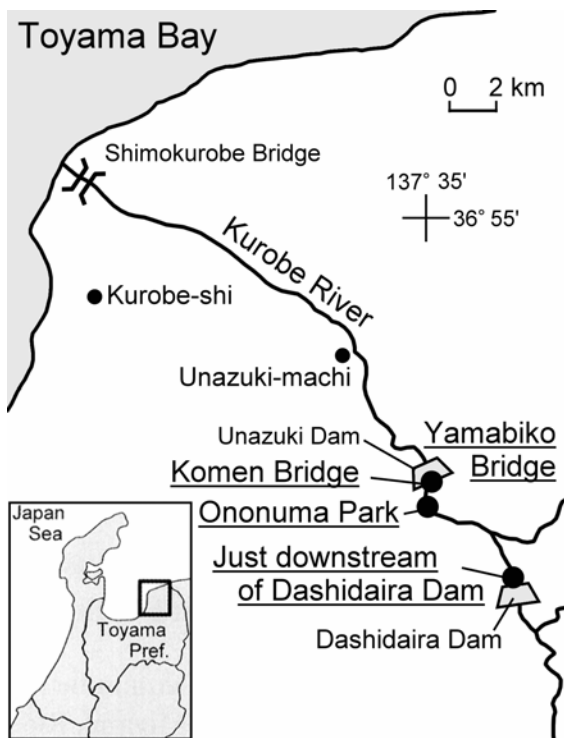 Toyama Bay
0 2 km
Shimokurobe Bridge
137° 35'
36° 55'
Kurobe River
Kurobe-shi
Unazuki-machi
Unazuki Dam
Yamabiko
Bridge
Komen Bridge
Ononuma Park
Just downstream
of Dashidaira Dam
Dashidaira Dam
Japan
Sea
Toyama
Pref.